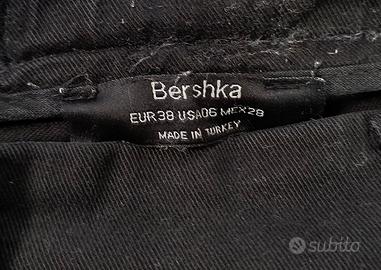 Bershka
EUR38 USA06 MEX28
MADE IN TURKEY
subito